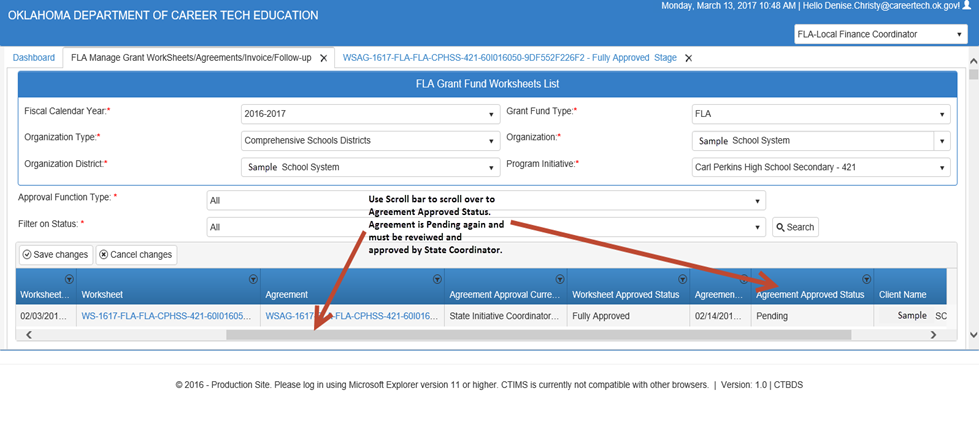 Monday, March 13, 2017 10:48 AM | Hello Denise.Christy@careertech.ok.gov!
OKLAHOMA DEPARTMENT OF CAREER TECH EDUCATION
FLA-Local Finance Coordinator
Dashboard FLA Manage Grant WorkSheets/Agreements/Invoice/Follow-up X WSAG-1617-FLA-FLA-CPHSS-421-60I016050-9DF552F226F2 - Fully Approved Stage X
FLA Grant Fund Worksheets List
Fiscal Calendar Year:* 2016-2017 Grant Fund Type:* FLA
Organization Type:* Comprehensive Schools Districts Organization:* Sample School System
Organization District:* Sample School System Program Initiative:* Carl Perkins High School Secondary - 421
Approval Function Type: * All
Filter on Status: * All Search
Use Scroll bar to scroll over to
Agreement Approved Status.
Agreement is Pending again and
must be reveiwed and
approved by State Coordinator.
Save changes Cancel changes
Worksheet... Worksheet Agreement Agreement Approval Curre... Worksheet Approved Status Agreemen... Agreement Approved Status Client Name
02/03/201... WS-1617-FLA-FLA-CPHSS-421-60I01605... WSAG-1617-FLA-FLA-CPHSS-421-60I016... State Initiative Coordinator... Fully Approved 02/14/201... Pending Sample SC
© 2016 - Production Site. Please log in using Microsoft Explorer version 11 or higher. CTIMS is currently not compatible with other browsers. | Version: 1.0 | CTBDS